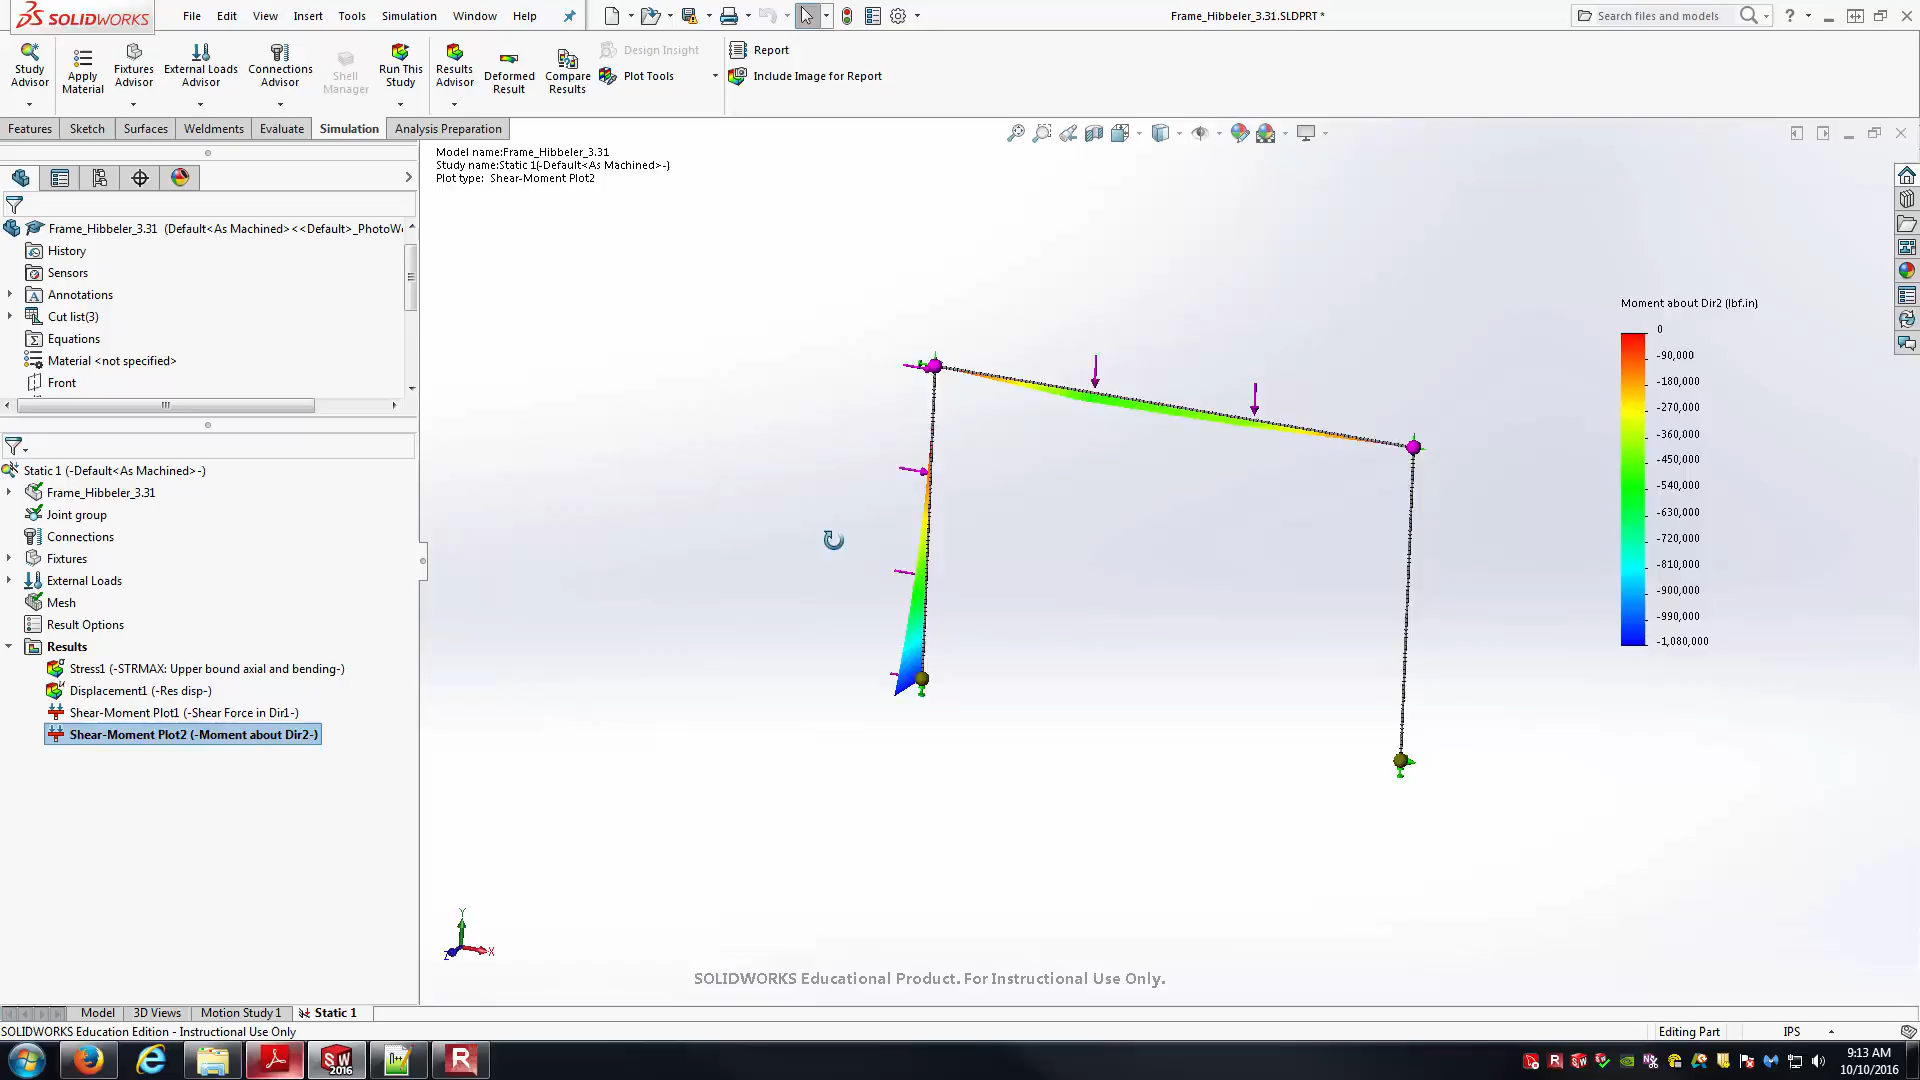 SOLIDWORKS File Edit View Insert Tools Simulation Window Help
Frame_Hibbeler_3.31.SLDPRT *
Search files and models
Study Advisor
Apply Material
Fixtures Advisor
External Loads Advisor
Connections Advisor
Shell Manager
Run This Study
Results Advisor
Deformed Result
Compare Results
Design Insight
Plot Tools
Report
Include Image for Report
Features Sketch Surfaces Weldments Evaluate Simulation Analysis Preparation
Model name:Frame_Hibbeler_3.31
Study name:Static 1(-Default<As Machined>-)
Plot type: Shear-Moment Plot2
Frame_Hibbeler_3.31 (Default<As Machined><<Default>_PhotoWo
History
Sensors
Annotations
Cut list(3)
Equations
Material <not specified>
Front
Static 1 (-Default<As Machined>-)
Frame_Hibbeler_3.31
Joint group
Connections
Fixtures
External Loads
Mesh
Result Options
Results
Stress1 (-STRMAX: Upper bound axial and bending-)
Displacement1 (-Res disp-)
Shear-Moment Plot1 (-Shear Force in Dir1-)
Shear-Moment Plot2 (-Moment about Dir2-)
Moment about Dir2 (lbf.in)
0
-90,000
-180,000
-270,000
-360,000
-450,000
-540,000
-630,000
-720,000
-810,000
-900,000
-990,000
-1,080,000
Y
Z
X
SOLIDWORKS Educational Product. For Instructional Use Only.
Model 3D Views Motion Study 1 Static 1
SOLIDWORKS Education Edition - Instructional Use Only
Editing Part IPS
SW 2016
R
9:13 AM
10/10/2016